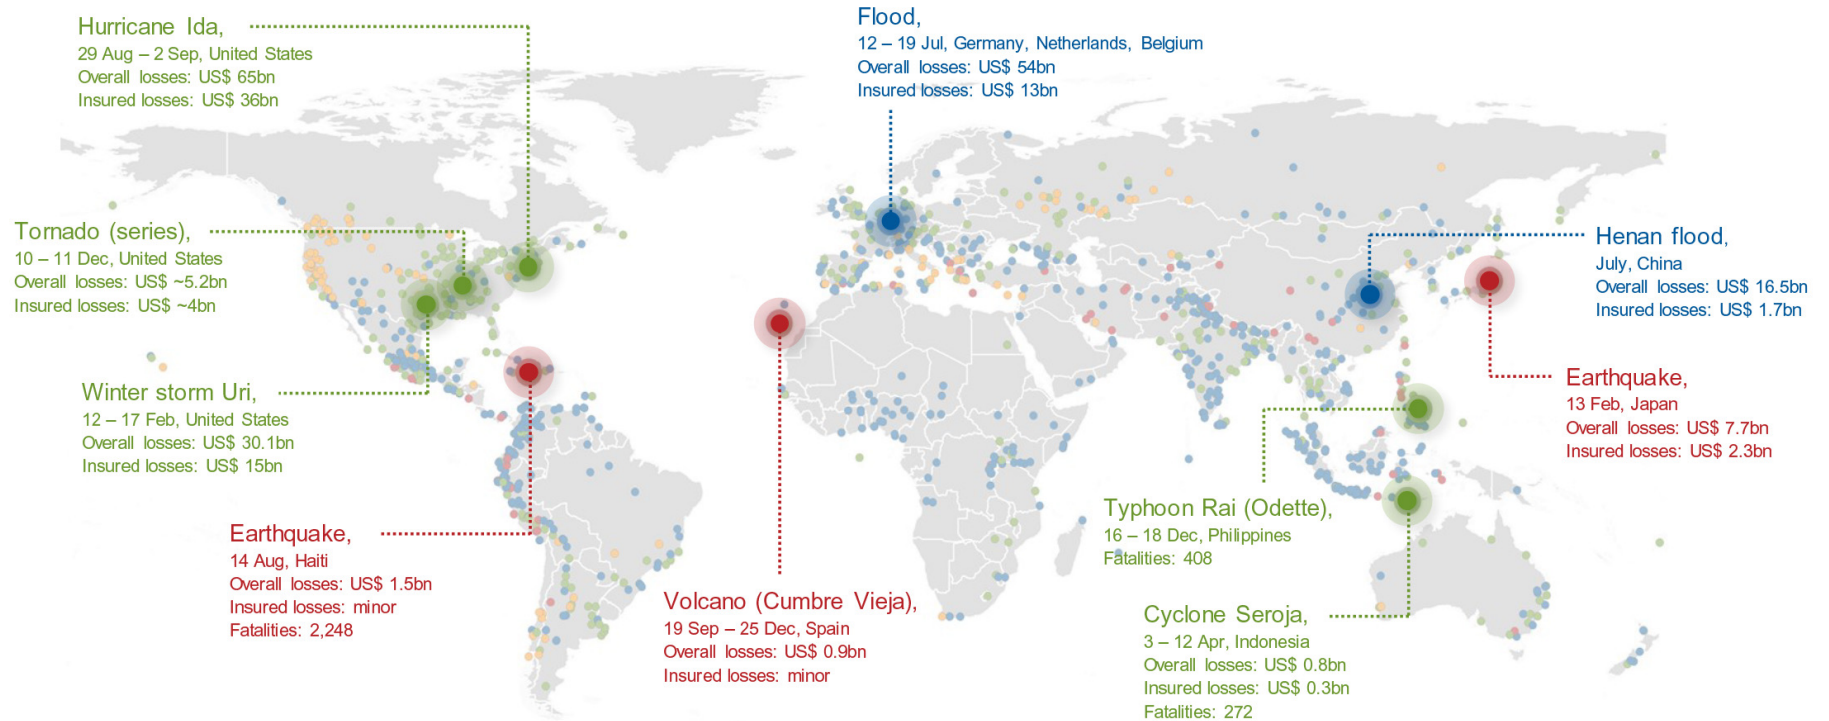 Hurricane Ida,
29 Aug – 2 Sep, United States
Overall losses: US$ 65bn
Insured losses: US$ 36bn
Flood,
12 – 19 Jul, Germany, Netherlands, Belgium
Overall losses: US$ 54bn
Insured losses: US$ 13bn
Tornado (series),
10 – 11 Dec, United States
Overall losses: US$ ~5.2bn
Insured losses: US$ ~4bn
Henan flood,
July, China
Overall losses: US$ 16.5bn
Insured losses: US$ 1.7bn
Winter storm Uri,
12 – 17 Feb, United States
Overall losses: US$ 30.1bn
Insured losses: US$ 15bn
Earthquake,
13 Feb, Japan
Overall losses: US$ 7.7bn
Insured losses: US$ 2.3bn
Earthquake,
14 Aug, Haiti
Overall losses: US$ 1.5bn
Insured losses: minor
Fatalities: 2,248
Volcano (Cumbre Vieja),
19 Sep – 25 Dec, Spain
Overall losses: US$ 0.9bn
Insured losses: minor
Typhoon Rai (Odette),
16 – 18 Dec, Philippines
Fatalities: 408
Cyclone Seroja,
3 – 12 Apr, Indonesia
Overall losses: US$ 0.8bn
Insured losses: US$ 0.3bn
Fatalities: 272